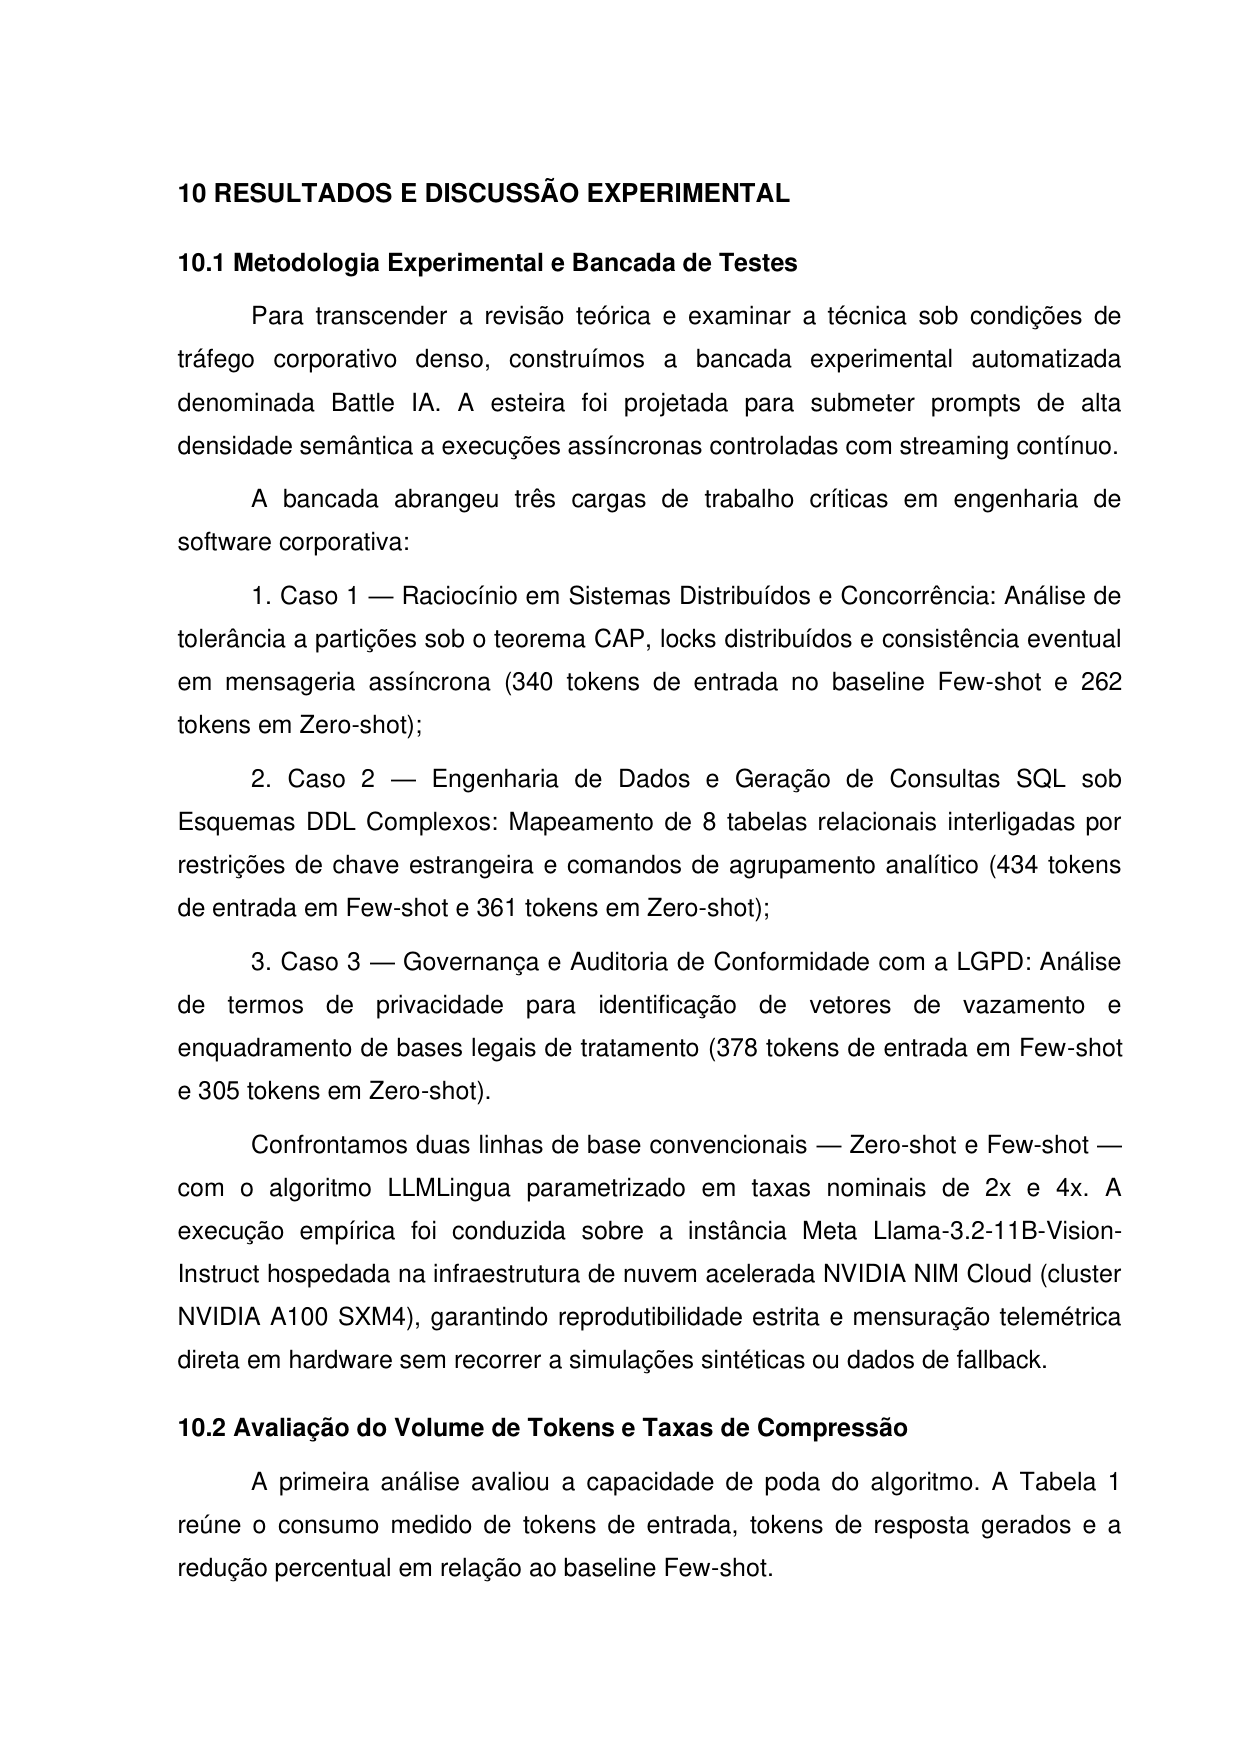 10 RESULTADOS E DISCUSSÃO EXPERIMENTAL
10.1 Metodologia Experimental e Bancada de Testes
Para transcender a revisão teórica e examinar a técnica sob condições de
tráfego corporativo denso, construímos a bancada experimental automatizada
denominada Battle IA. A esteira foi projetada para submeter prompts de alta
densidade semântica a execuções assíncronas controladas com streaming contínuo.
A bancada abrangeu três cargas de trabalho críticas em engenharia de
software corporativa:
1. Caso 1 — Raciocínio em Sistemas Distribuídos e Concorrência: Análise de
tolerância a partições sob o teorema CAP, locks distribuídos e consistência eventual
em mensageria assíncrona (340 tokens de entrada no baseline Few-shot e 262
tokens em Zero-shot);
2. Caso 2 — Engenharia de Dados e Geração de Consultas SQL sob
Esquemas DDL Complexos: Mapeamento de 8 tabelas relacionais interligadas por
restrições de chave estrangeira e comandos de agrupamento analítico (434 tokens
de entrada em Few-shot e 361 tokens em Zero-shot);
3. Caso 3 — Governança e Auditoria de Conformidade com a LGPD: Análise
de termos de privacidade para identificação de vetores de vazamento e
enquadramento de bases legais de tratamento (378 tokens de entrada em Few-shot
e 305 tokens em Zero-shot).
Confrontamos duas linhas de base convencionais — Zero-shot e Few-shot —
com o algoritmo LLMLingua parametrizado em taxas nominais de 2x e 4x. A
execução empírica foi conduzida sobre a instância Meta Llama-3.2-11B-Vision-
Instruct hospedada na infraestrutura de nuvem acelerada NVIDIA NIM Cloud (cluster
NVIDIA A100 SXM4), garantindo reprodutibilidade estrita e mensuração telemétrica
direta em hardware sem recorrer a simulações sintéticas ou dados de fallback.
10.2 Avaliação do Volume de Tokens e Taxas de Compressão
A primeira análise avaliou a capacidade de poda do algoritmo. A Tabela 1
reúne o consumo medido de tokens de entrada, tokens de resposta gerados e a
redução percentual em relação ao baseline Few-shot.